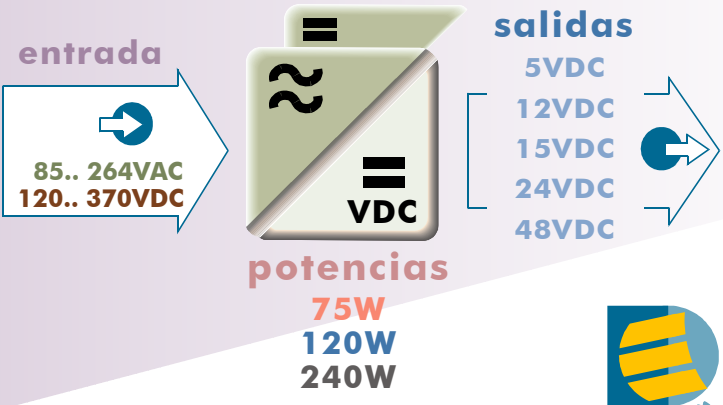 entrada
85.. 264VAC
120.. 370VDC
VDC
salidas
5VDC
12VDC
15VDC
24VDC
48VDC
potencias
75W
120W
240W